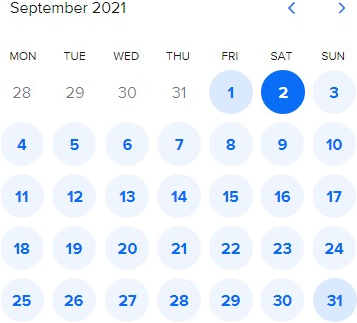 September 2021
MON TUE WED THU FRI SAT SUN
28 29 30 31 1 2 3
4 5 6 7 8 9 10
11 12 13 14 15 16 17
18 19 20 21 22 23 24
25 26 27 28 29 30 31